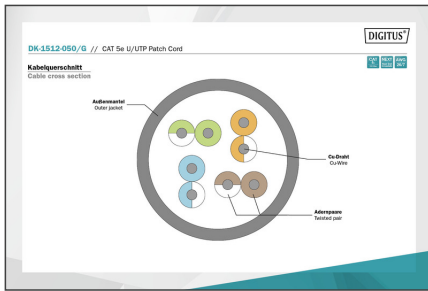 DIGITUS®
DK-1512-050/G // CAT 5e U/UTP Patch Cord
Kabelquerschnitt
Cable cross section
Außenmantel
Outer jacket
Cu-Draht
Cu-Wire
Adernpaare
Twisted pair